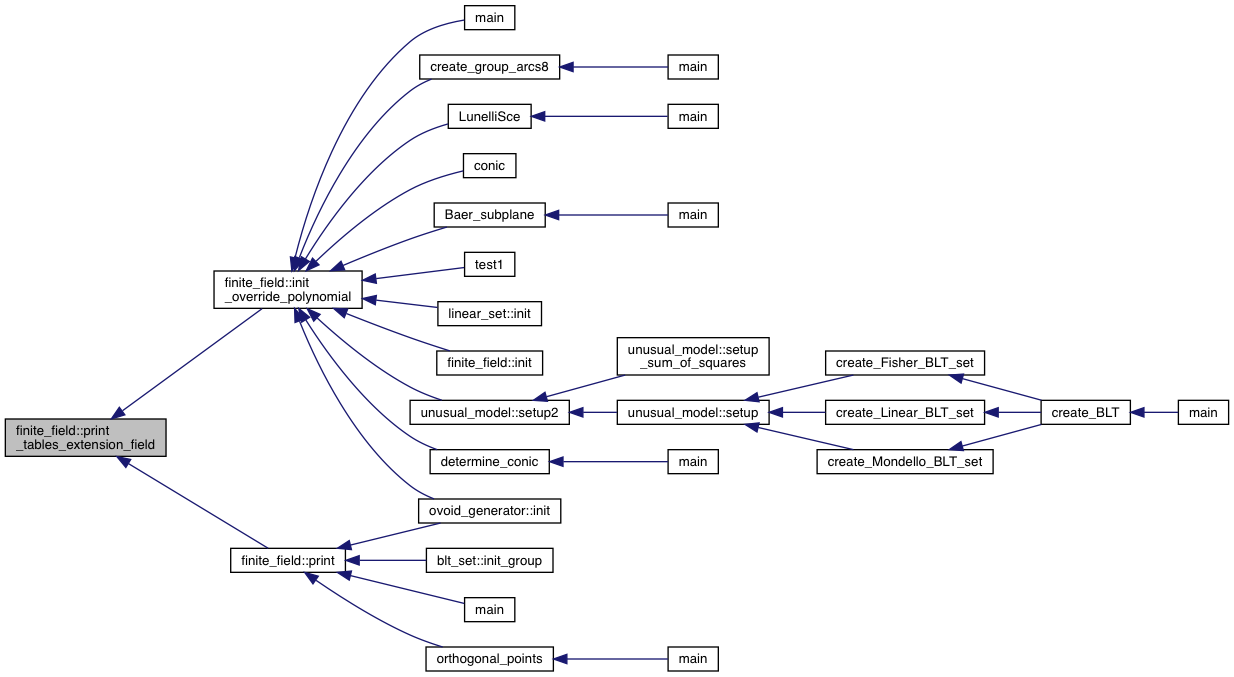 main
create_group_arcs8
main
LunelliSce
main
conic
Baer_subplane
main
test1
finite_field::init
_override_polynomial
linear_set::init
finite_field::init
unusual_model::setup
_sum_of_squares
create_Fisher_BLT_set
unusual_model::setup2
unusual_model::setup
create_Linear_BLT_set
create_BLT
main
finite_field::print
_tables_extension_field
determine_conic
main
create_Mondello_BLT_set
ovoid_generator::init
finite_field::print
blt_set::init_group
main
orthogonal_points
main